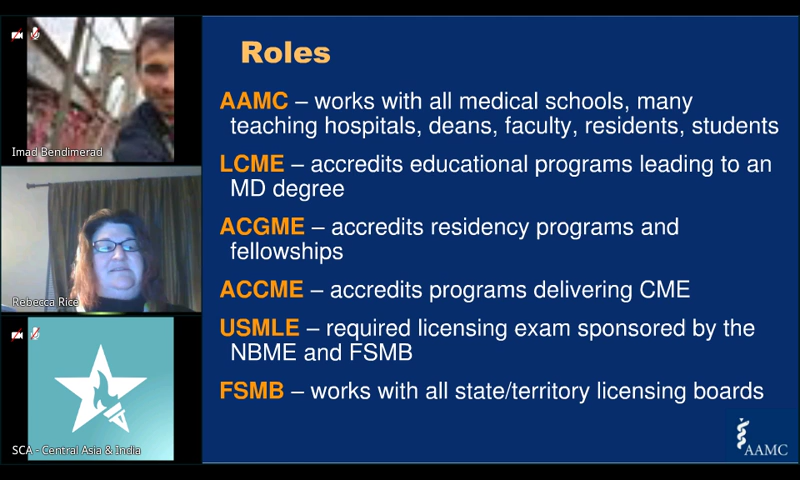 Imad Bendimerad
Rebecca Rice
SCA - Central Asia & India
Roles
AAMC – works with all medical schools, many
teaching hospitals, deans, faculty, residents, students
LCME – accredits educational programs leading to an
MD degree
ACGME – accredits residency programs and
fellowships
ACCME – accredits programs delivering CME
USMLE – required licensing exam sponsored by the
NBME and FSMB
FSMB – works with all state/territory licensing boards
AAMC